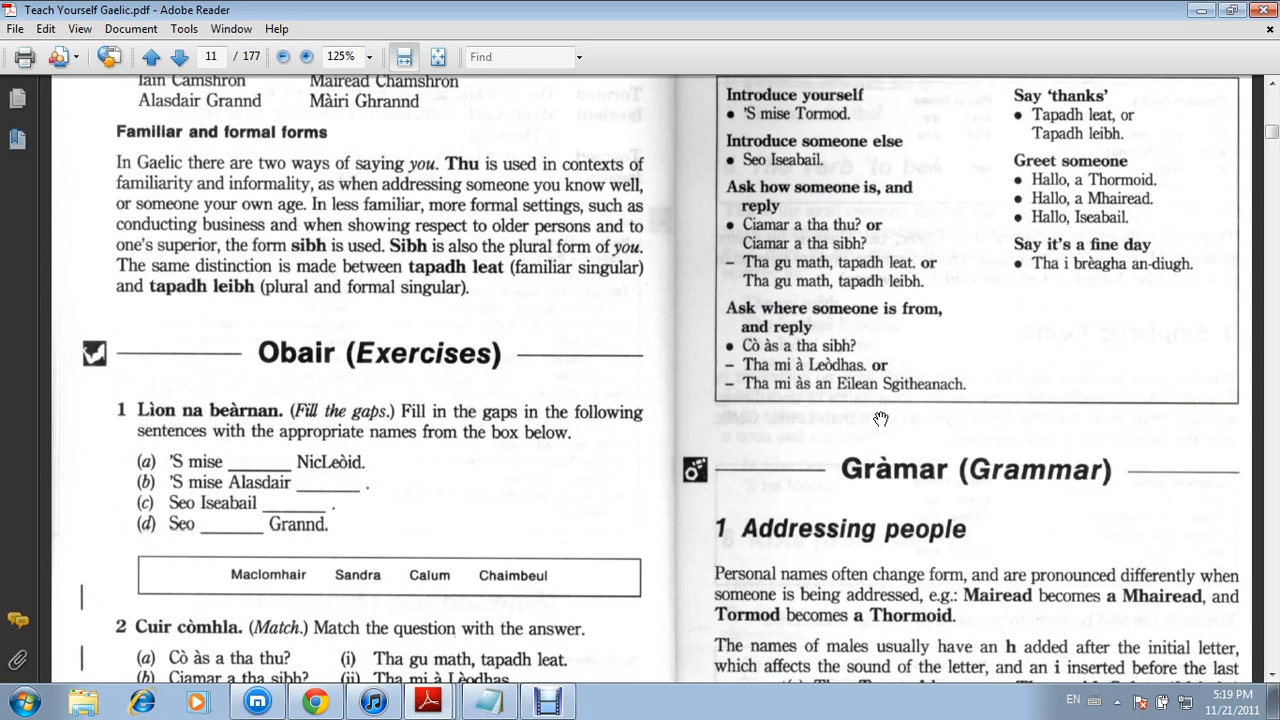 Teach Yourself Gaelic.pdf - Adobe Reader
File Edit View Document Tools Window Help
11 / 177 125% Find
Iain Camshron Mairead Chamshron
Alasdair Grannd Màiri Ghrannd
Familiar and formal forms
In Gaelic there are two ways of saying you. Thu is used in contexts of
familiarity and informality, as when addressing someone you know well,
or someone your own age. In less familiar, more formal settings, such as
conducting business and when showing respect to older persons and to
one's superior, the form sibh is used. Sibh is also the plural form of you.
The same distinction is made between tapadh leat (familiar singular)
and tapadh leibh (plural and formal singular).
Obair (Exercises)
1 Lìon na beàrnan. (Fill the gaps.) Fill in the gaps in the following
sentences with the appropriate names from the box below.
(a) 'S mise ______ NicLeòid.
(b) 'S mise Alasdair ______ .
(c) Seo Iseabail ______ .
(d) Seo ______ Grannd.
MacIomhair Sandra Calum Chaimbeul
2 Cuir còmhla. (Match.) Match the question with the answer.
(a) Cò às a tha thu? (i) Tha gu math, tapadh leat.
(b) Ciamar a tha sibh? (ii) Tha mi à Leòdhas.
Introduce yourself
• 'S mise Tormod.
Introduce someone else
• Seo Iseabail.
Ask how someone is, and
reply
• Ciamar a tha thu? or
Ciamar a tha sibh?
– Tha gu math, tapadh leat. or
Tha gu math, tapadh leibh.
Ask where someone is from,
and reply
• Cò às a tha sibh?
– Tha mi à Leòdhas. or
– Tha mi às an Eilean Sgitheanach.
Say 'thanks'
• Tapadh leat, or
Tapadh leibh.
Greet someone
• Hallo, a Thormoid.
• Hallo, a Mhairead.
• Hallo, Iseabail.
Say it's a fine day
• Tha i brèagha an-diugh.
Gràmar (Grammar)
1 Addressing people
Personal names often change form, and are pronounced differently when
someone is being addressed, e.g.: Mairead becomes a Mhairead, and
Tormod becomes a Thormoid.
The names of males usually have an h added after the initial letter,
which affects the sound of the letter, and an i inserted before the last
EN
5:19 PM
11/21/2011